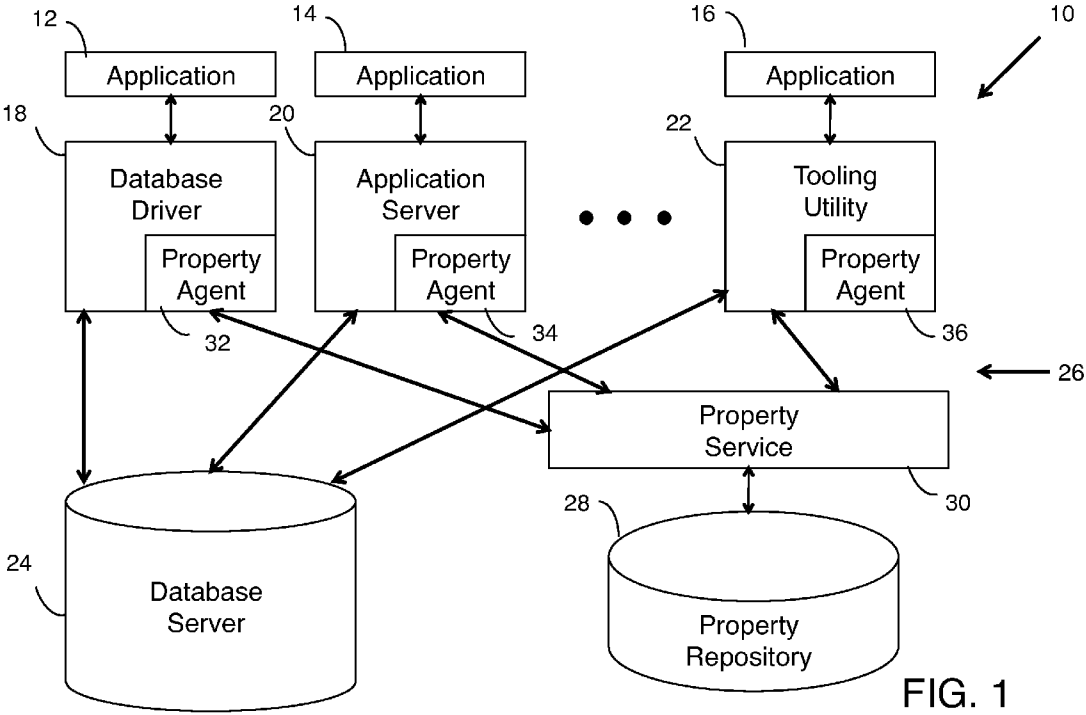 12
14
16
10
Application
Application
Application
18
20
22
Database
Driver
Application
Server
Tooling
Utility
Property
Agent
Property
Agent
Property
Agent
32
34
36
26
Property
Service
30
28
24
Database
Server
Property
Repository
FIG. 1